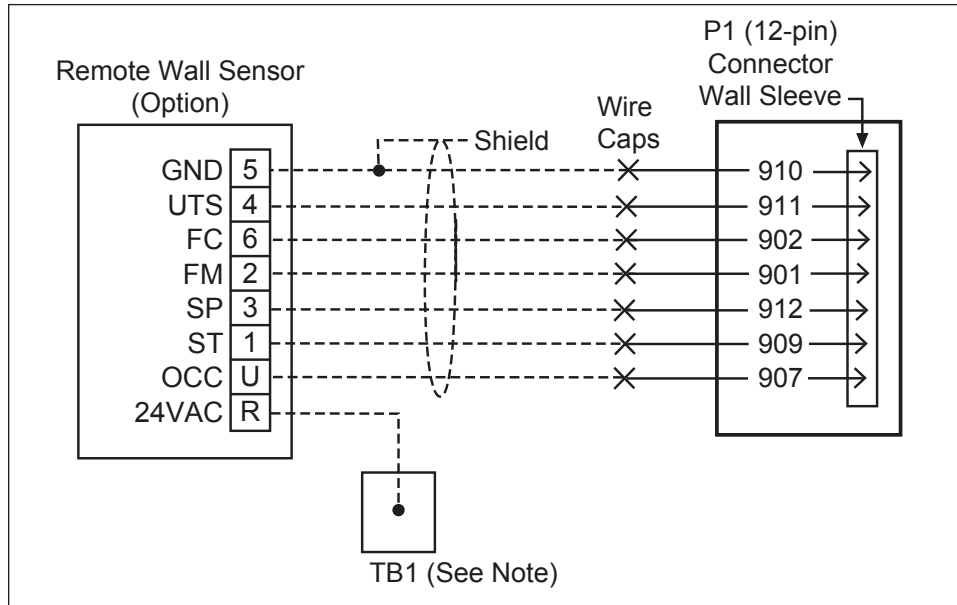 P1 (12-pin)
Connector
Wall Sleeve
Remote Wall Sensor
(Option)
Wire
Caps
Shield
GND 5 910
UTS 4 911
FC 6 902
FM 2 901
SP 3 912
ST 1 909
OCC U 907
24VAC R
TB1 (See Note)